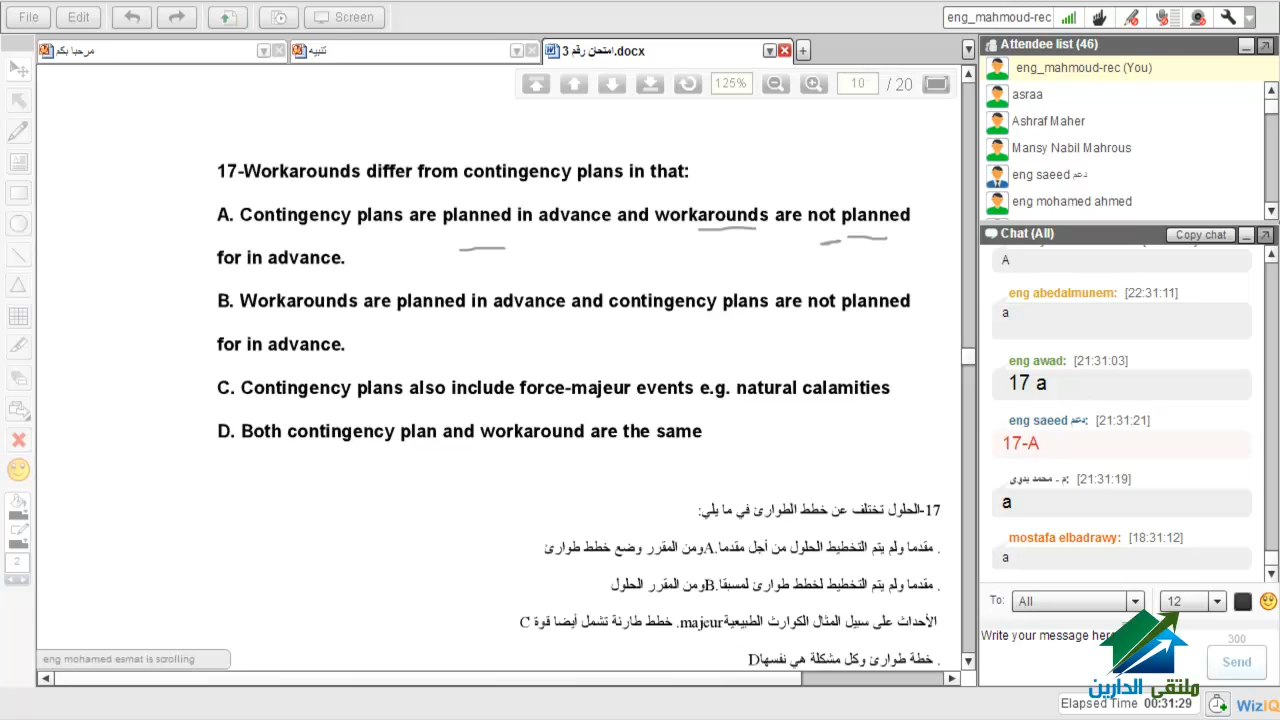 File
Edit
Screen
eng_mahmoud-rec
مرحبا بكم
تنبيه
امتحان رقم 3.docx
125%
10 / 20
17-Workarounds differ from contingency plans in that:
A. Contingency plans are planned in advance and workarounds are not planned
for in advance.
B. Workarounds are planned in advance and contingency plans are not planned
for in advance.
C. Contingency plans also include force-majeur events e.g. natural calamities
D. Both contingency plan and workaround are the same
17-الحلول تختلف عن خطط الطوارئ في ما يلي:
. مقدما ولم يتم التخطيط الحلول من أجل مقدما.Aومن المقرر وضع خطط طوارئ
. مقدما ولم يتم التخطيط لخطط طوارئ لمسبقا.Bومن المقرر الحلول
الأحداث على سبيل المثال الكوارث الطبيعيةmajeur. خطط طارئة تشمل أيضا قوة C
. خطة طوارئ وكل مشكلة هي نفسهاD
eng mohamed esmat is scrolling
2
Attendee list (46)
eng_mahmoud-rec (You)
asraa
Ashraf Maher
Mansy Nabil Mahrous
eng saeed دعم
eng mohamed ahmed
Chat (All)
Copy chat
A
eng abedalmunem: [22:31:11]
a
eng awad: [21:31:03]
17 a
eng saeed دعم: [21:31:21]
17-A
م - محمد بدوى: [21:31:19]
a
mostafa elbadrawy: [18:31:12]
a
To: All
12
Write your message here
300
Send
ملتقى الدارين
Elapsed Time 00:31:29
WizIQ